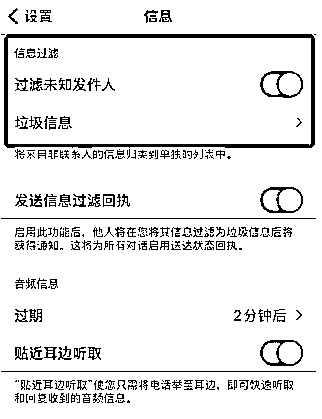 设置
信息
信息过滤
过滤未知发件人
垃圾信息
将来自非联系人的信息归类到单独的列表中。
发送信息过滤回执
启用此功能后，他人将在您将其信息过滤为垃圾信息后将
获得通知。这将为所有对话启用送达状态回执。
音频信息
过期
2分钟后
贴近耳边听取
“贴近耳边听取”使您只需将电话举至耳边，即可快速听取
和回复收到的音频信息。